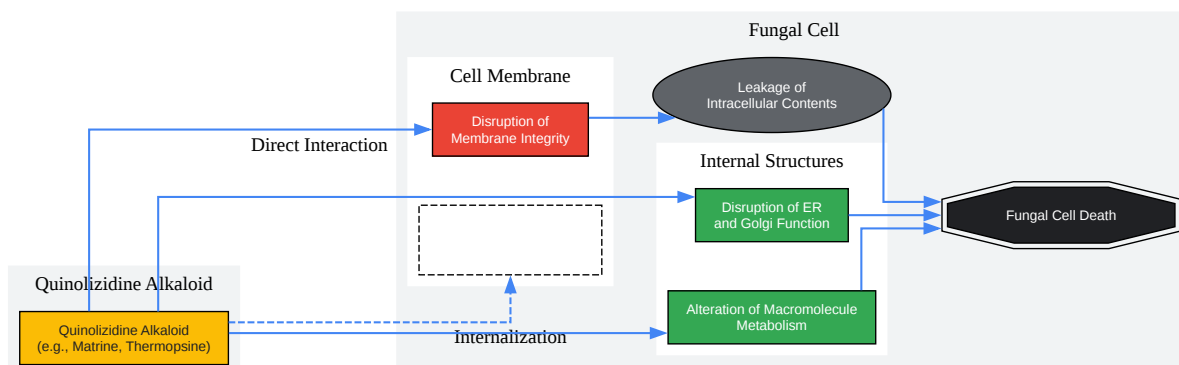 Fungal Cell
Cell Membrane
Leakage of
Intracellular Contents
Disruption of
Membrane Integrity
Direct Interaction
Internal Structures
Disruption of ER
and Golgi Function
Fungal Cell Death
Quinolizidine Alkaloid
Quinolizidine Alkaloid
(e.g., Matrine, Thermopsine)
Internalization
Alteration of Macromolecule
Metabolism